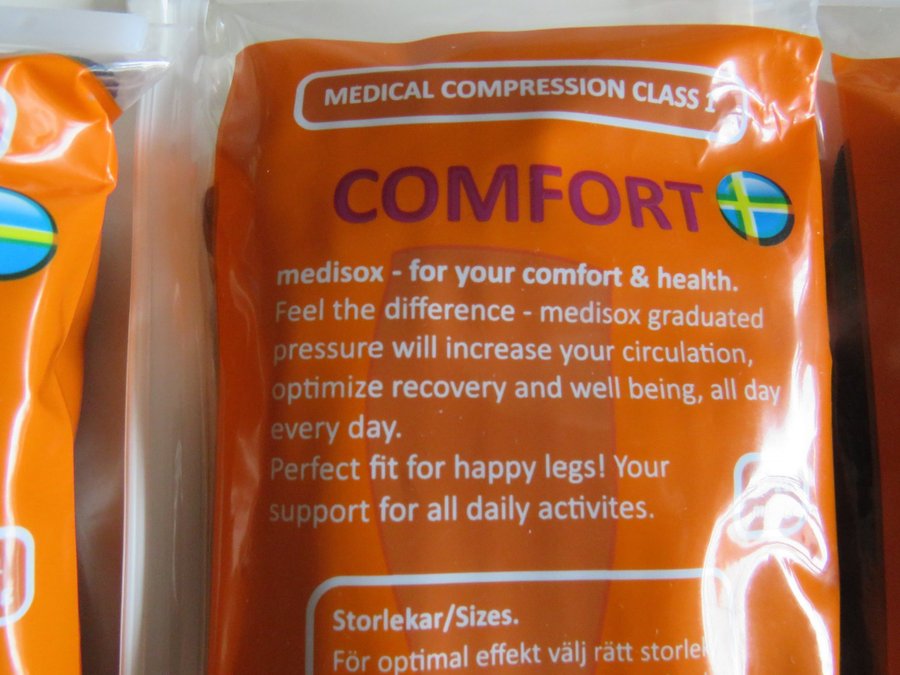 MEDICAL COMPRESSION CLASS 1
COMFORT
medisox - for your comfort & health.
Feel the difference - medisox graduated
pressure will increase your circulation,
optimize recovery and well being, all day
every day.
Perfect fit for happy legs! Your
support for all daily activites.
Storlekar/Sizes.
För optimal effekt välj rätt storlek